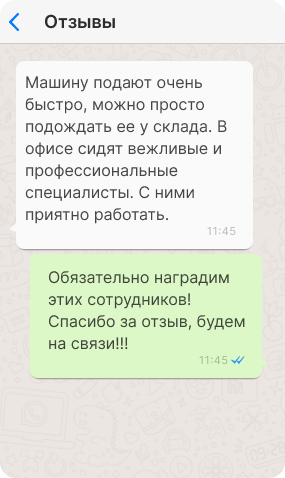 Отзывы
Машину подают очень
быстро, можно просто
подождать ее у склада. В
офисе сидят вежливые и
профессиональные
специалисты. С ними
приятно работать.
11:45
Обязательно наградим
этих сотрудников!
Спасибо за отзыв, будем
на связи!!!
11:45